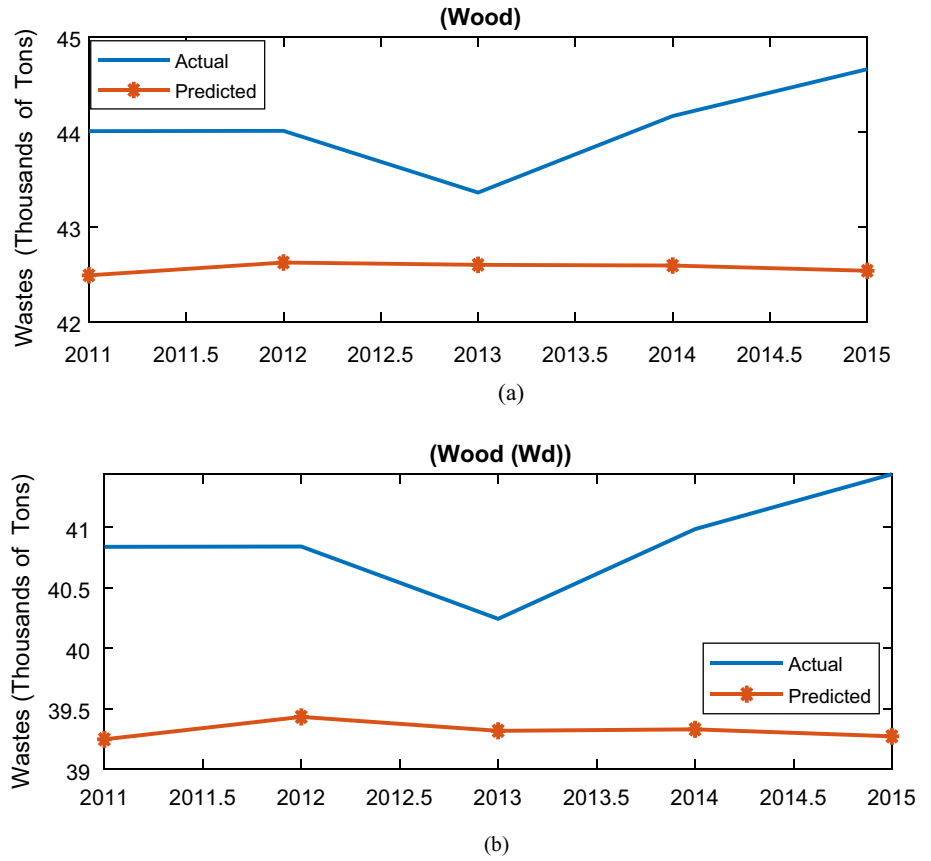 (Wood)
Wastes (Thousands of Tons)
45
44
43
42
Actual
Predicted
2011 2011.5 2012 2012.5 2013 2013.5 2014 2014.5 2015
(a)
(Wood (Wd))
Wastes (Thousands of Tons)
41
40.5
40
39.5
39
Actual
Predicted
2011 2011.5 2012 2012.5 2013 2013.5 2014 2014.5 2015
(b)